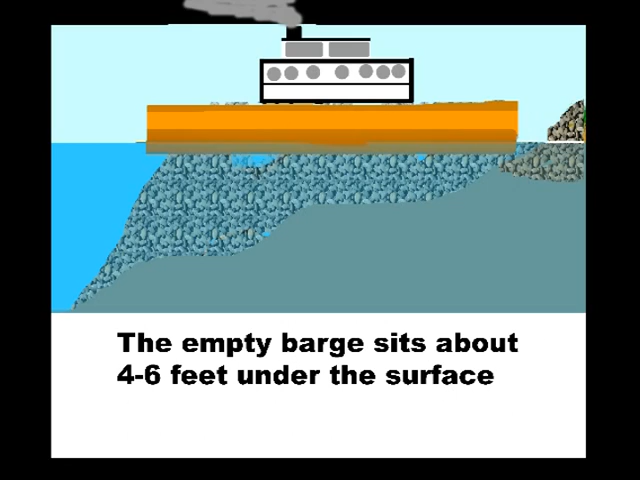 The empty barge sits about
4-6 feet under the surface